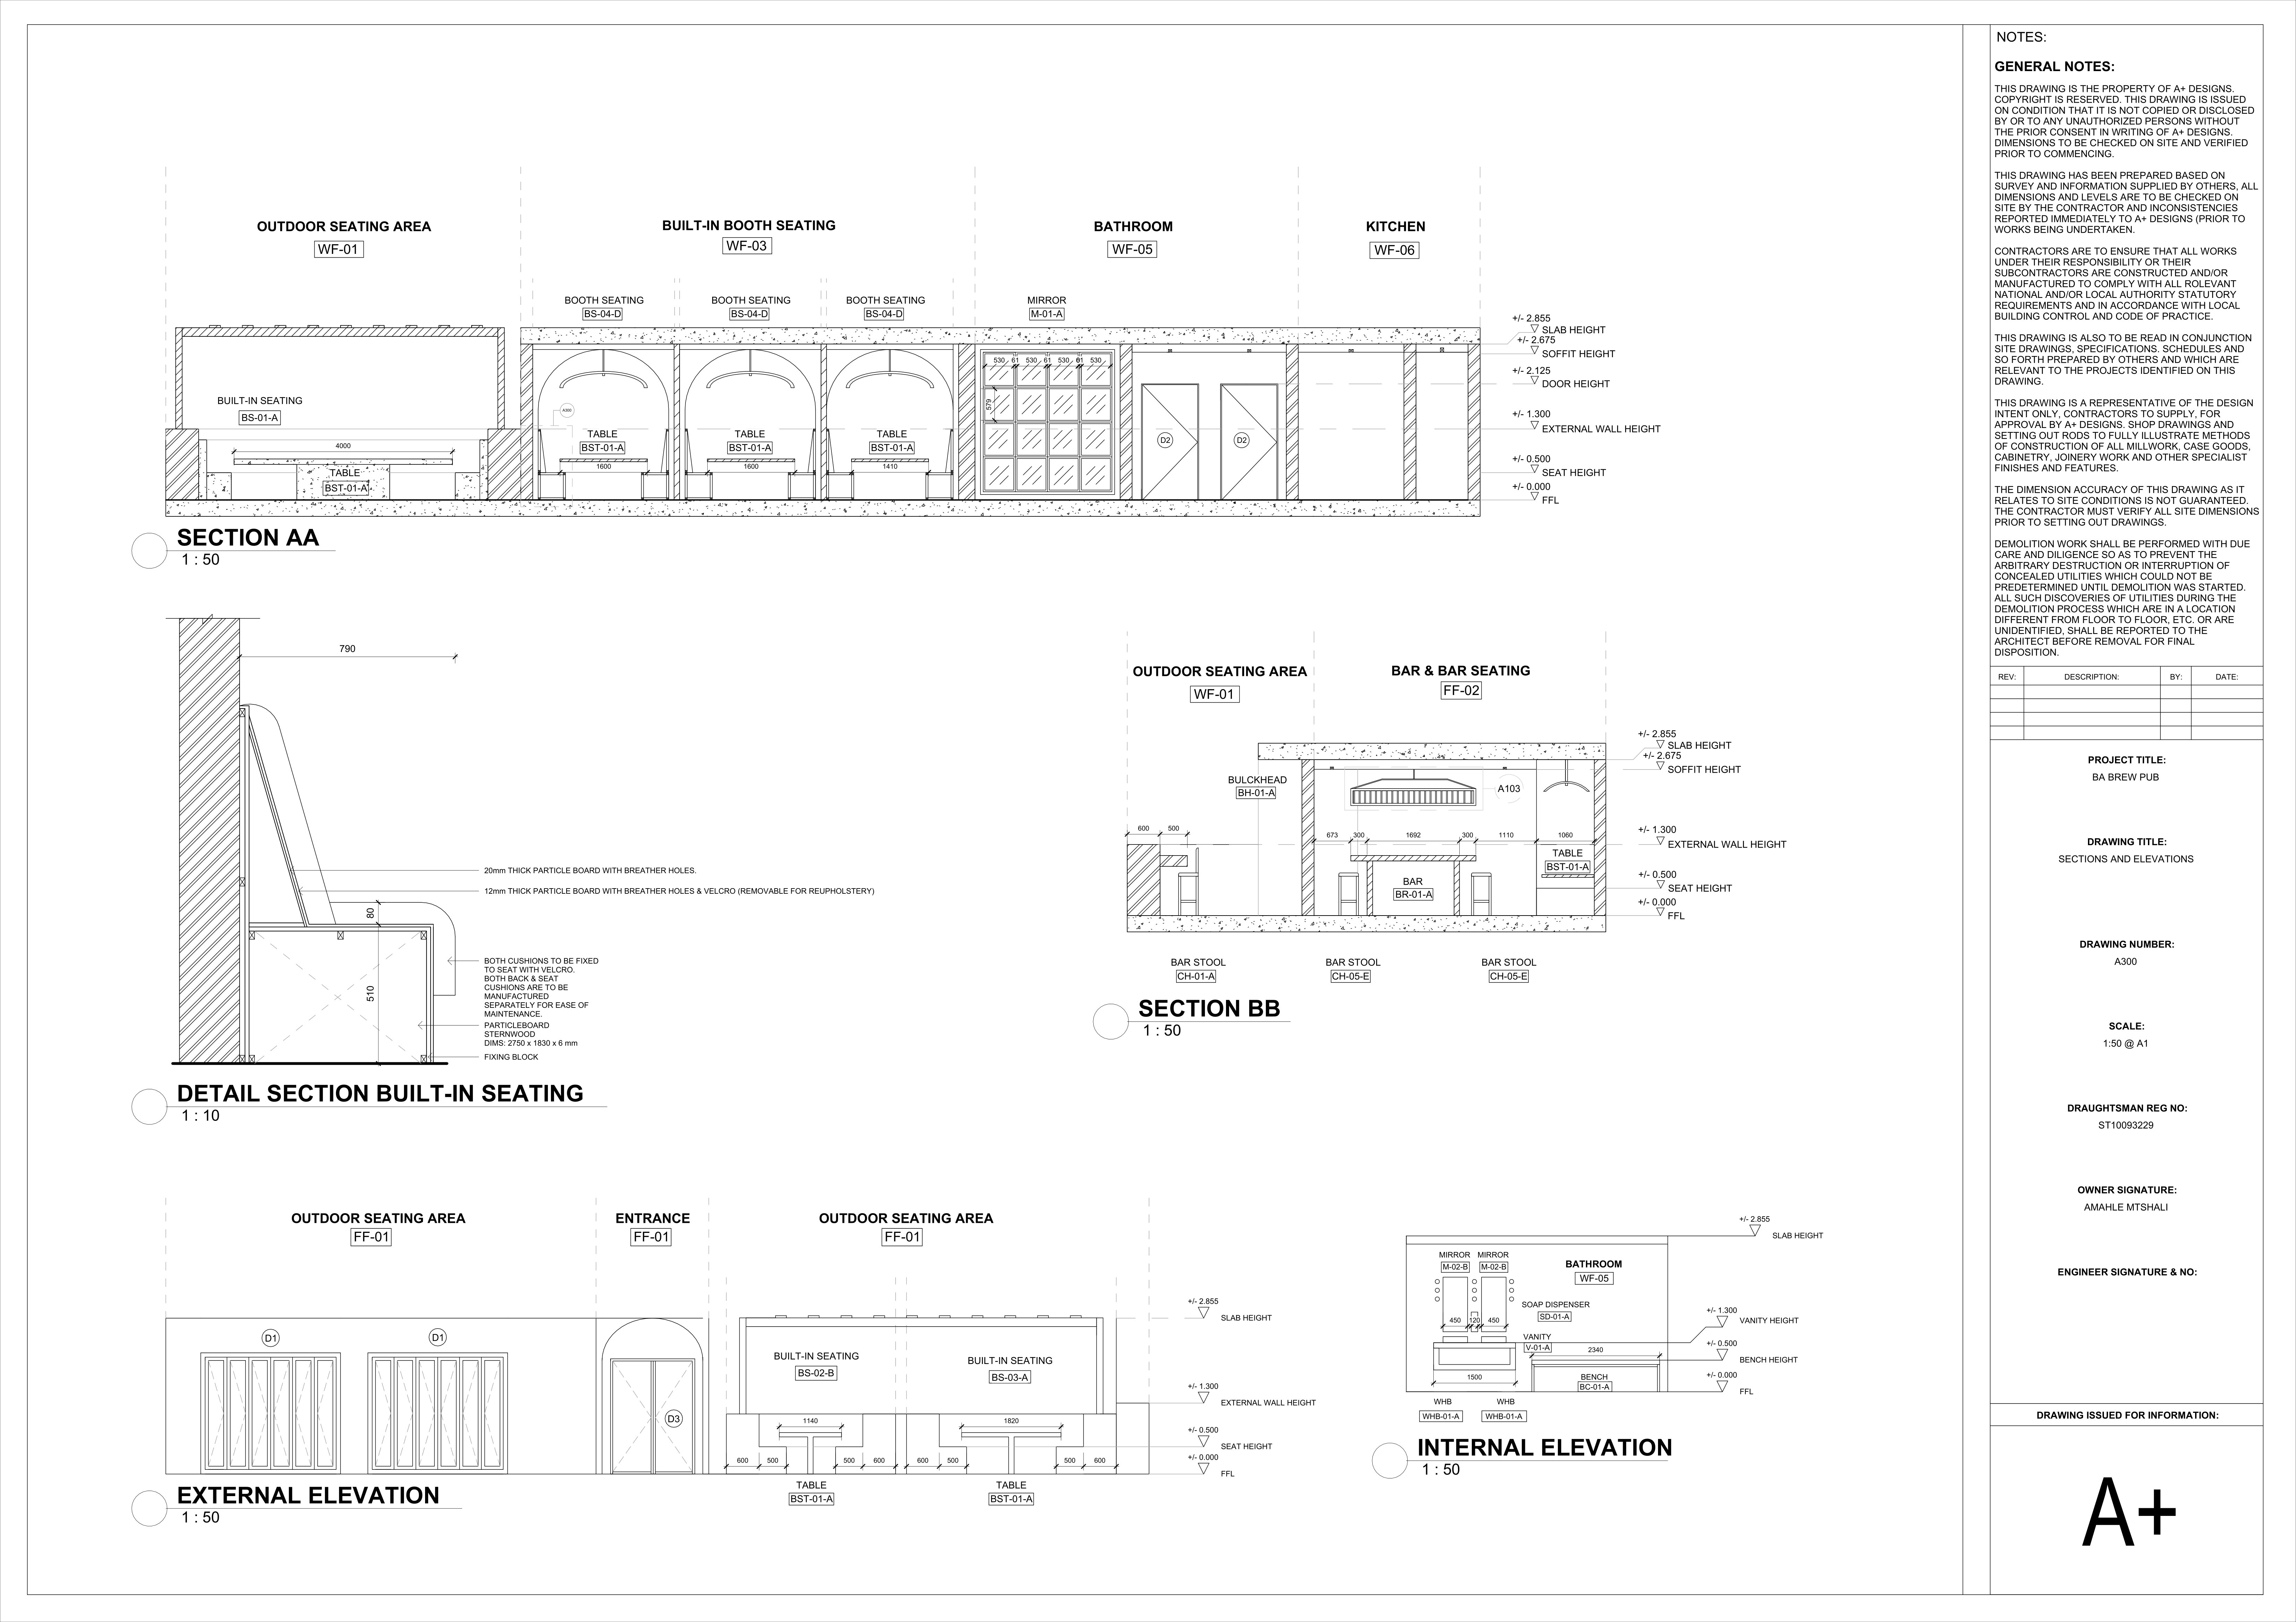 OUTDOOR SEATING AREA
WF-01
BUILT-IN BOOTH SEATING
WF-03
BATHROOM
WF-05
KITCHEN
WF-06
BOOTH SEATING
BS-04-D
BOOTH SEATING
BS-04-D
BOOTH SEATING
BS-04-D
MIRROR
M-01-A
+/- 2.855
SLAB HEIGHT
+/- 2.675
SOFFIT HEIGHT
+/- 2.125
DOOR HEIGHT
+/- 1.300
EXTERNAL WALL HEIGHT
+/- 0.500
SEAT HEIGHT
+/- 0.000
FFL
530 61 530 61 530 61 530
579
BUILT-IN SEATING
BS-01-A
4000
TABLE
BST-01-A
A300
TABLE
BST-01-A
1600
TABLE
BST-01-A
1600
TABLE
BST-01-A
1410
D2
D2
SECTION AA
1 : 50
790
20mm THICK PARTICLE BOARD WITH BREATHER HOLES.
12mm THICK PARTICLE BOARD WITH BREATHER HOLES & VELCRO (REMOVABLE FOR REUPHOLSTERY)
80
510
BOTH CUSHIONS TO BE FIXED
TO SEAT WITH VELCRO.
BOTH BACK & SEAT
CUSHIONS ARE TO BE
MANUFACTURED
SEPARATELY FOR EASE OF
MAINTENANCE.
PARTICLEBOARD
STERNWOOD
DIMS: 2750 x 1830 x 6 mm
FIXING BLOCK
DETAIL SECTION BUILT-IN SEATING
1 : 10
OUTDOOR SEATING AREA
WF-01
BAR & BAR SEATING
FF-02
+/- 2.855
SLAB HEIGHT
+/- 2.675
SOFFIT HEIGHT
+/- 1.300
EXTERNAL WALL HEIGHT
+/- 0.500
SEAT HEIGHT
+/- 0.000
FFL
BULCKHEAD
BH-01-A
A103
600 500
673 300 1692 300 1110 1060
TABLE
BST-01-A
BAR
BR-01-A
BAR STOOL
CH-01-A
BAR STOOL
CH-05-E
BAR STOOL
CH-05-E
SECTION BB
1 : 50
OUTDOOR SEATING AREA
FF-01
ENTRANCE
FF-01
OUTDOOR SEATING AREA
FF-01
D1
D1
D3
BUILT-IN SEATING
BS-02-B
BUILT-IN SEATING
BS-03-A
1140
1820
600 500 500 600 600 500 500 600
TABLE
BST-01-A
TABLE
BST-01-A
+/- 2.855
SLAB HEIGHT
+/- 1.300
EXTERNAL WALL HEIGHT
+/- 0.500
SEAT HEIGHT
+/- 0.000
FFL
EXTERNAL ELEVATION
1 : 50
MIRROR
M-02-B
MIRROR
M-02-B
BATHROOM
WF-05
SOAP DISPENSER
SD-01-A
450 120 450
VANITY
V-01-A
2340
1500
BENCH
BC-01-A
WHB
WHB-01-A
WHB
WHB-01-A
+/- 2.855
SLAB HEIGHT
+/- 1.300
VANITY HEIGHT
+/- 0.500
BENCH HEIGHT
+/- 0.000
FFL
INTERNAL ELEVATION
1 : 50
NOTES:
GENERAL NOTES:
THIS DRAWING IS THE PROPERTY OF A+ DESIGNS.
COPYRIGHT IS RESERVED. THIS DRAWING IS ISSUED
ON CONDITION THAT IT IS NOT COPIED OR DISCLOSED
BY OR TO ANY UNAUTHORIZED PERSONS WITHOUT
THE PRIOR CONSENT IN WRITING OF A+ DESIGNS.
DIMENSIONS TO BE CHECKED ON SITE AND VERIFIED
PRIOR TO COMMENCING.
THIS DRAWING HAS BEEN PREPARED BASED ON
SURVEY AND INFORMATION SUPPLIED BY OTHERS, ALL
DIMENSIONS AND LEVELS ARE TO BE CHECKED ON
SITE BY THE CONTRACTOR AND INCONSISTENCIES
REPORTED IMMEDIATELY TO A+ DESIGNS (PRIOR TO
WORKS BEING UNDERTAKEN.
CONTRACTORS ARE TO ENSURE THAT ALL WORKS
UNDER THEIR RESPONSIBILITY OR THEIR
SUBCONTRACTORS ARE CONSTRUCTED AND/OR
MANUFACTURED TO COMPLY WITH ALL ROLEVANT
NATIONAL AND/OR LOCAL AUTHORITY STATUTORY
REQUIREMENTS AND IN ACCORDANCE WITH LOCAL
BUILDING CONTROL AND CODE OF PRACTICE.
THIS DRAWING IS ALSO TO BE READ IN CONJUNCTION
SITE DRAWINGS, SPECIFICATIONS. SCHEDULES AND
SO FORTH PREPARED BY OTHERS AND WHICH ARE
RELEVANT TO THE PROJECTS IDENTIFIED ON THIS
DRAWING.
THIS DRAWING IS A REPRESENTATIVE OF THE DESIGN
INTENT ONLY, CONTRACTORS TO SUPPLY, FOR
APPROVAL BY A+ DESIGNS. SHOP DRAWINGS AND
SETTING OUT RODS TO FULLY ILLUSTRATE METHODS
OF CONSTRUCTION OF ALL MILLWORK, CASE GOODS,
CABINETRY, JOINERY WORK AND OTHER SPECIALIST
FINISHES AND FEATURES.
THE DIMENSION ACCURACY OF THIS DRAWING AS IT
RELATES TO SITE CONDITIONS IS NOT GUARANTEED.
THE CONTRACTOR MUST VERIFY ALL SITE DIMENSIONS
PRIOR TO SETTING OUT DRAWINGS.
DEMOLITION WORK SHALL BE PERFORMED WITH DUE
CARE AND DILIGENCE SO AS TO PREVENT THE
ARBITRARY DESTRUCTION OR INTERRUPTION OF
CONCEALED UTILITIES WHICH COULD NOT BE
PREDETERMINED UNTIL DEMOLITION WAS STARTED.
ALL SUCH DISCOVERIES OF UTILITIES DURING THE
DEMOLITION PROCESS WHICH ARE IN A LOCATION
DIFFERENT FROM FLOOR TO FLOOR, ETC. OR ARE
UNIDENTIFIED, SHALL BE REPORTED TO THE
ARCHITECT BEFORE REMOVAL FOR FINAL
DISPOSITION.
REV: DESCRIPTION: BY: DATE:
PROJECT TITLE:
BA BREW PUB
DRAWING TITLE:
SECTIONS AND ELEVATIONS
DRAWING NUMBER:
A300
SCALE:
1:50 @ A1
DRAUGHTSMAN REG NO:
ST10093229
OWNER SIGNATURE:
AMAHLE MTSHALI
ENGINEER SIGNATURE & NO:
DRAWING ISSUED FOR INFORMATION:
A+